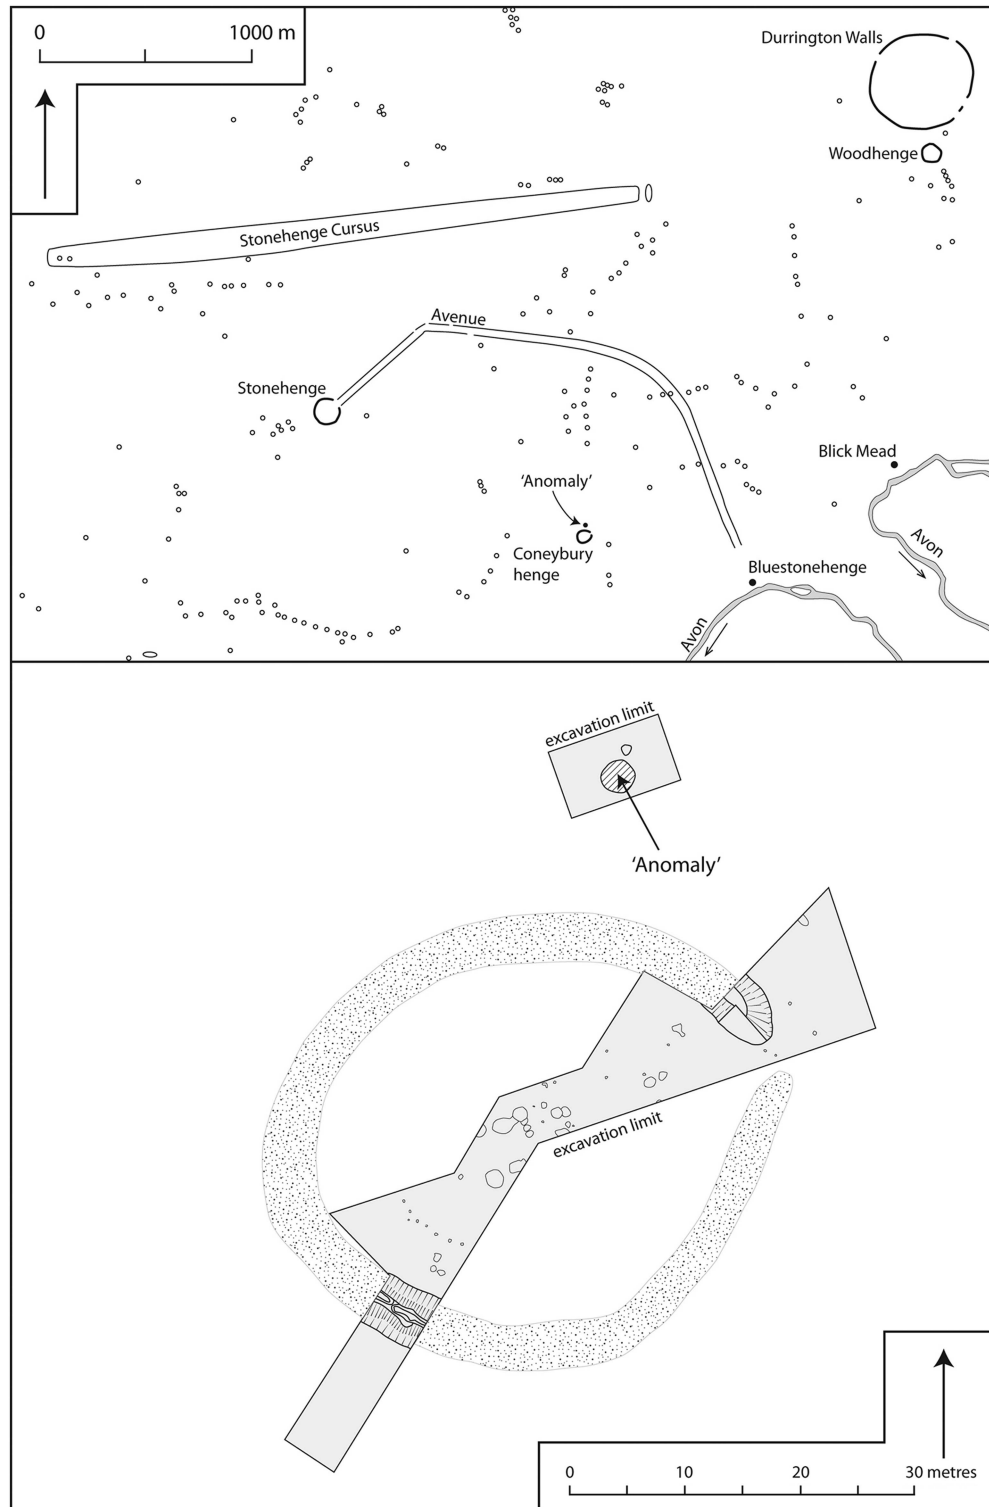 0 1000 m
Durrington Walls
Woodhenge
Stonehenge Cursus
Avenue
Stonehenge
Blick Mead
'Anomaly'
Avon
Coneybury
henge
Bluestonehenge
Avon
excavation limit
'Anomaly'
excavation limit
0 10 20 30 metres